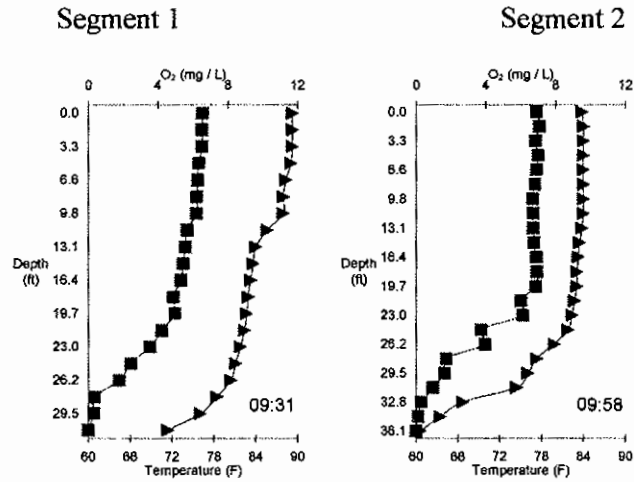 Segment 1
O₂ (mg / L)
0 4 8 12
0.0
3.3
6.6
9.8
13.1
Depth
(ft)
16.4
19.7
23.0
26.2
29.5
09:31
60 66 72 78 84 90
Temperature (F)
Segment 2
O₂ (mg / L)
0 4 8 12
0.0
3.3
6.6
9.8
13.1
Depth
(ft)
16.4
19.7
23.0
26.2
29.5
32.8
36.1
09:58
60 66 72 78 84 90
Temperature (F)